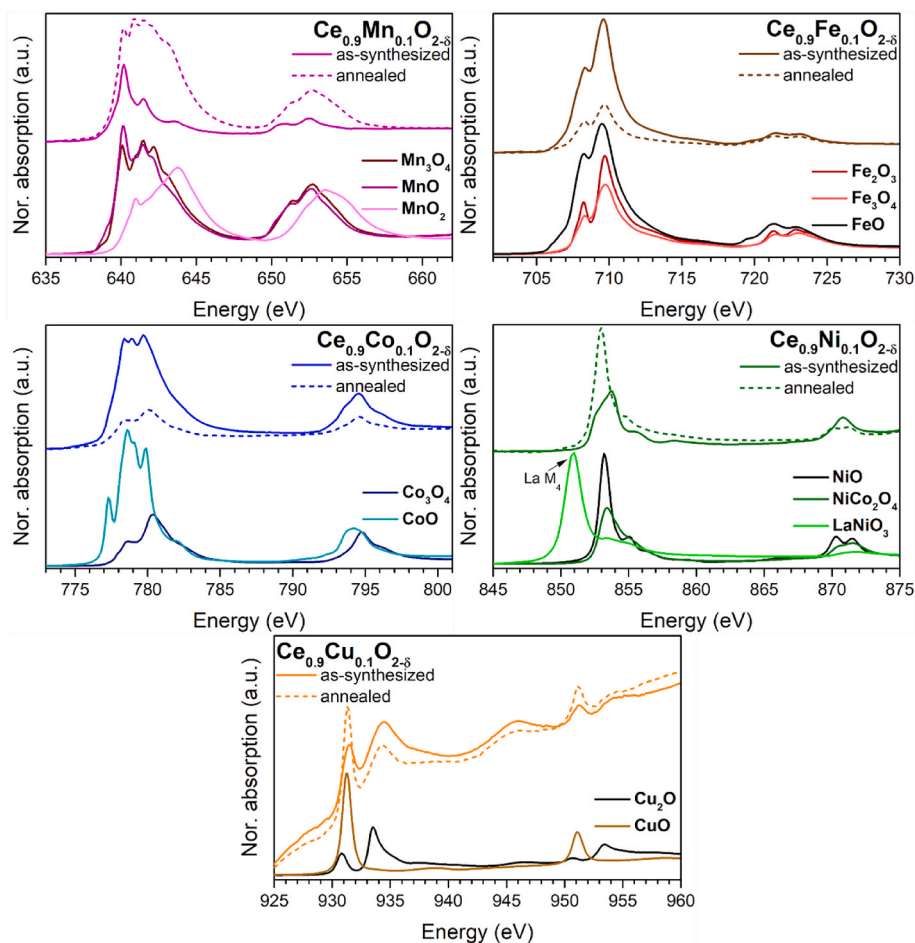 Nor. absorption (a.u.)
Ce0.9Mn0.1O2-δ
as-synthesized
annealed
Mn3O4
MnO
MnO2
635 640 645 650 655 660
Energy (eV)
Nor. absorption (a.u.)
Ce0.9Fe0.1O2-δ
as-synthesized
annealed
Fe2O3
Fe3O4
FeO
705 710 715 720 725 730
Energy (eV)
Nor. absorption (a.u.)
Ce0.9Co0.1O2-δ
as-synthesized
annealed
Co3O4
CoO
775 780 785 790 795 800
Energy (eV)
Nor. absorption (a.u.)
Ce0.9Ni0.1O2-δ
as-synthesized
annealed
La M4
NiO
NiCo2O4
LaNiO3
845 850 855 860 865 870 875
Energy (eV)
Nor. absorption (a.u.)
Ce0.9Cu0.1O2-δ
as-synthesized
annealed
Cu2O
CuO
925 930 935 940 945 950 955 960
Energy (eV)